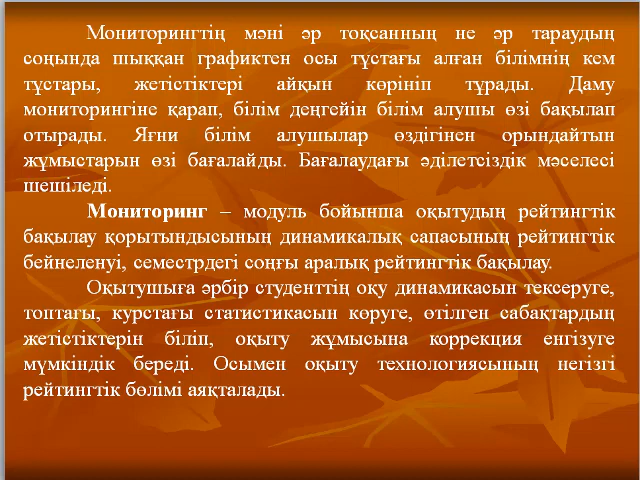 Мониторингтің мәні әр тоқсанның не әр тараудың
соңында шыққан графиктен осы тұстағы алған білімнің кем
тұстары, жетістіктері айқын көрініп тұрады. Даму
мониторингіне қарап, білім деңгейін білім алушы өзі бақылап
отырады. Яғни білім алушылар өздігінен орындайтын
жұмыстарын өзі бағалайды. Бағалаудағы әділетсіздік мәселесі
шешіледі.
Мониторинг – модуль бойынша оқытудың рейтингтік
бақылау қорытындысының динамикалық сапасының рейтингтік
бейнеленуі, семестрдегі соңғы аралық рейтингтік бақылау.
Оқытушыға әрбір студенттің оқу динамикасын тексеруге,
топтағы, курстағы статистикасын көруге, өтілген сабақтардың
жетістіктерін біліп, оқыту жұмысына коррекция енгізуге
мүмкіндік береді. Осымен оқыту технологиясының негізгі
рейтингтік бөлімі аяқталады.